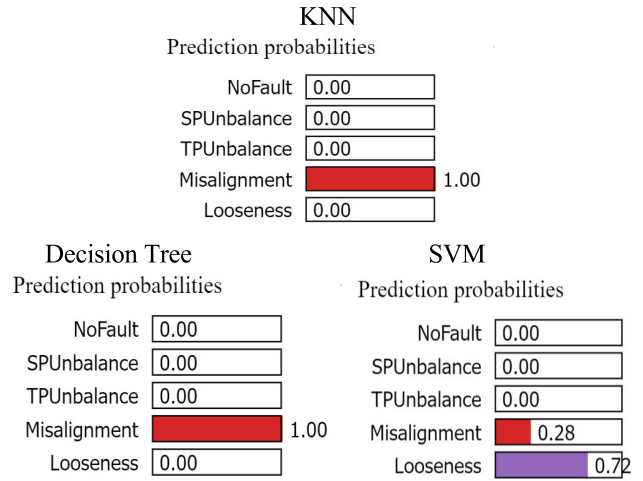 KNN
Prediction probabilities
NoFault 0.00
SPUnbalance 0.00
TPUnbalance 0.00
Misalignment 1.00
Looseness 0.00
Decision Tree
Prediction probabilities
NoFault 0.00
SPUnbalance 0.00
TPUnbalance 0.00
Misalignment 1.00
Looseness 0.00
SVM
Prediction probabilities
NoFault 0.00
SPUnbalance 0.00
TPUnbalance 0.00
Misalignment 0.28
Looseness 0.72